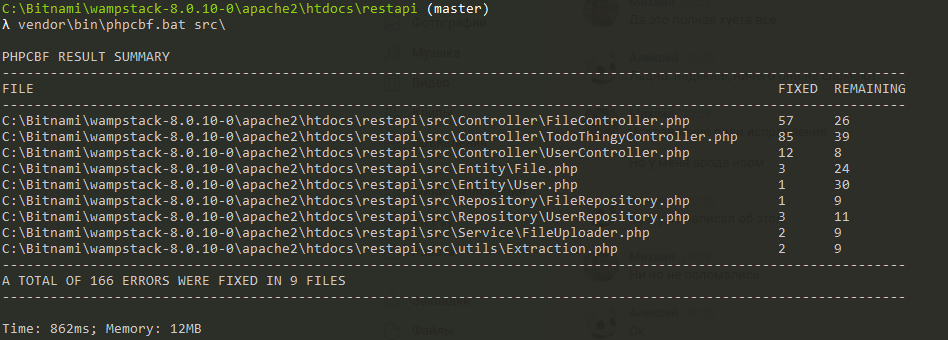 C:\Bitnami\wampstack-8.0.10-0\apache2\htdocs\restapi (master)
λ vendor\bin\phpcbf.bat src\
PHPCBF RESULT SUMMARY
----------------------------------------------------------------------------------------------------------------
FILE FIXED REMAINING
----------------------------------------------------------------------------------------------------------------
C:\Bitnami\wampstack-8.0.10-0\apache2\htdocs\restapi\src\Controller\FileController.php 57 26
C:\Bitnami\wampstack-8.0.10-0\apache2\htdocs\restapi\src\Controller\TodoThingyController.php 85 39
C:\Bitnami\wampstack-8.0.10-0\apache2\htdocs\restapi\src\Controller\UserController.php 12 8
C:\Bitnami\wampstack-8.0.10-0\apache2\htdocs\restapi\src\Entity\File.php 3 24
C:\Bitnami\wampstack-8.0.10-0\apache2\htdocs\restapi\src\Entity\User.php 1 30
C:\Bitnami\wampstack-8.0.10-0\apache2\htdocs\restapi\src\Repository\FileRepository.php 1 9
C:\Bitnami\wampstack-8.0.10-0\apache2\htdocs\restapi\src\Repository\UserRepository.php 3 11
C:\Bitnami\wampstack-8.0.10-0\apache2\htdocs\restapi\src\Service\FileUploader.php 2 9
C:\Bitnami\wampstack-8.0.10-0\apache2\htdocs\restapi\src\utils\Extraction.php 2 9
----------------------------------------------------------------------------------------------------------------
A TOTAL OF 166 ERRORS WERE FIXED IN 9 FILES
----------------------------------------------------------------------------------------------------------------
Time: 862ms; Memory: 12MB
Фотографии
Музыка
Видео
Файлы